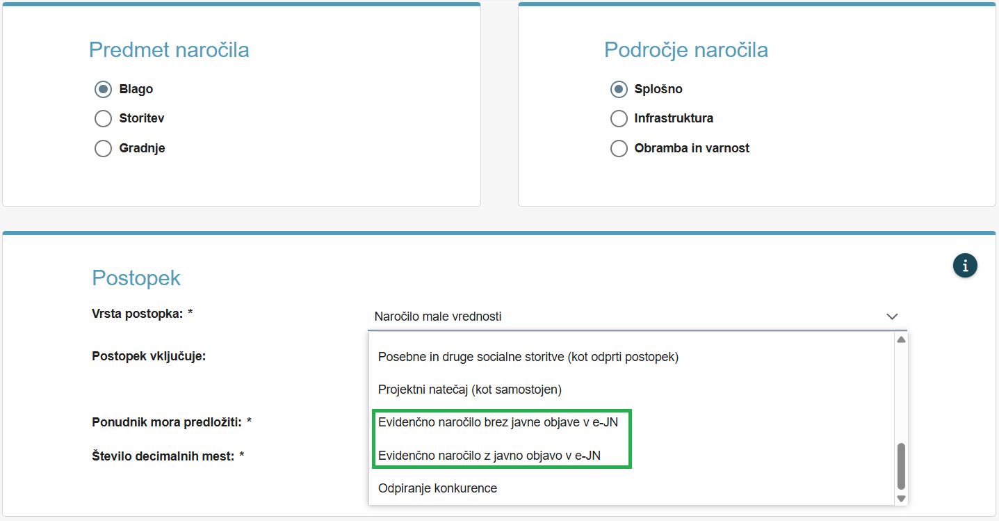 Predmet naročila
Blago
Storitev
Gradnje
Področje naročila
Splošno
Infrastruktura
Obramba in varnost
Postopek
Vrsta postopka: *
Naročilo male vrednosti
Postopek vključuje:
Posebne in druge socialne storitve (kot odprti postopek)
Projektni natečaj (kot samostojen)
Ponudnik mora predložiti: *
Evidenčno naročilo brez javne objave v e-JN
Število decimalnih mest: *
Evidenčno naročilo z javno objavo v e-JN
Odpiranje konkurence